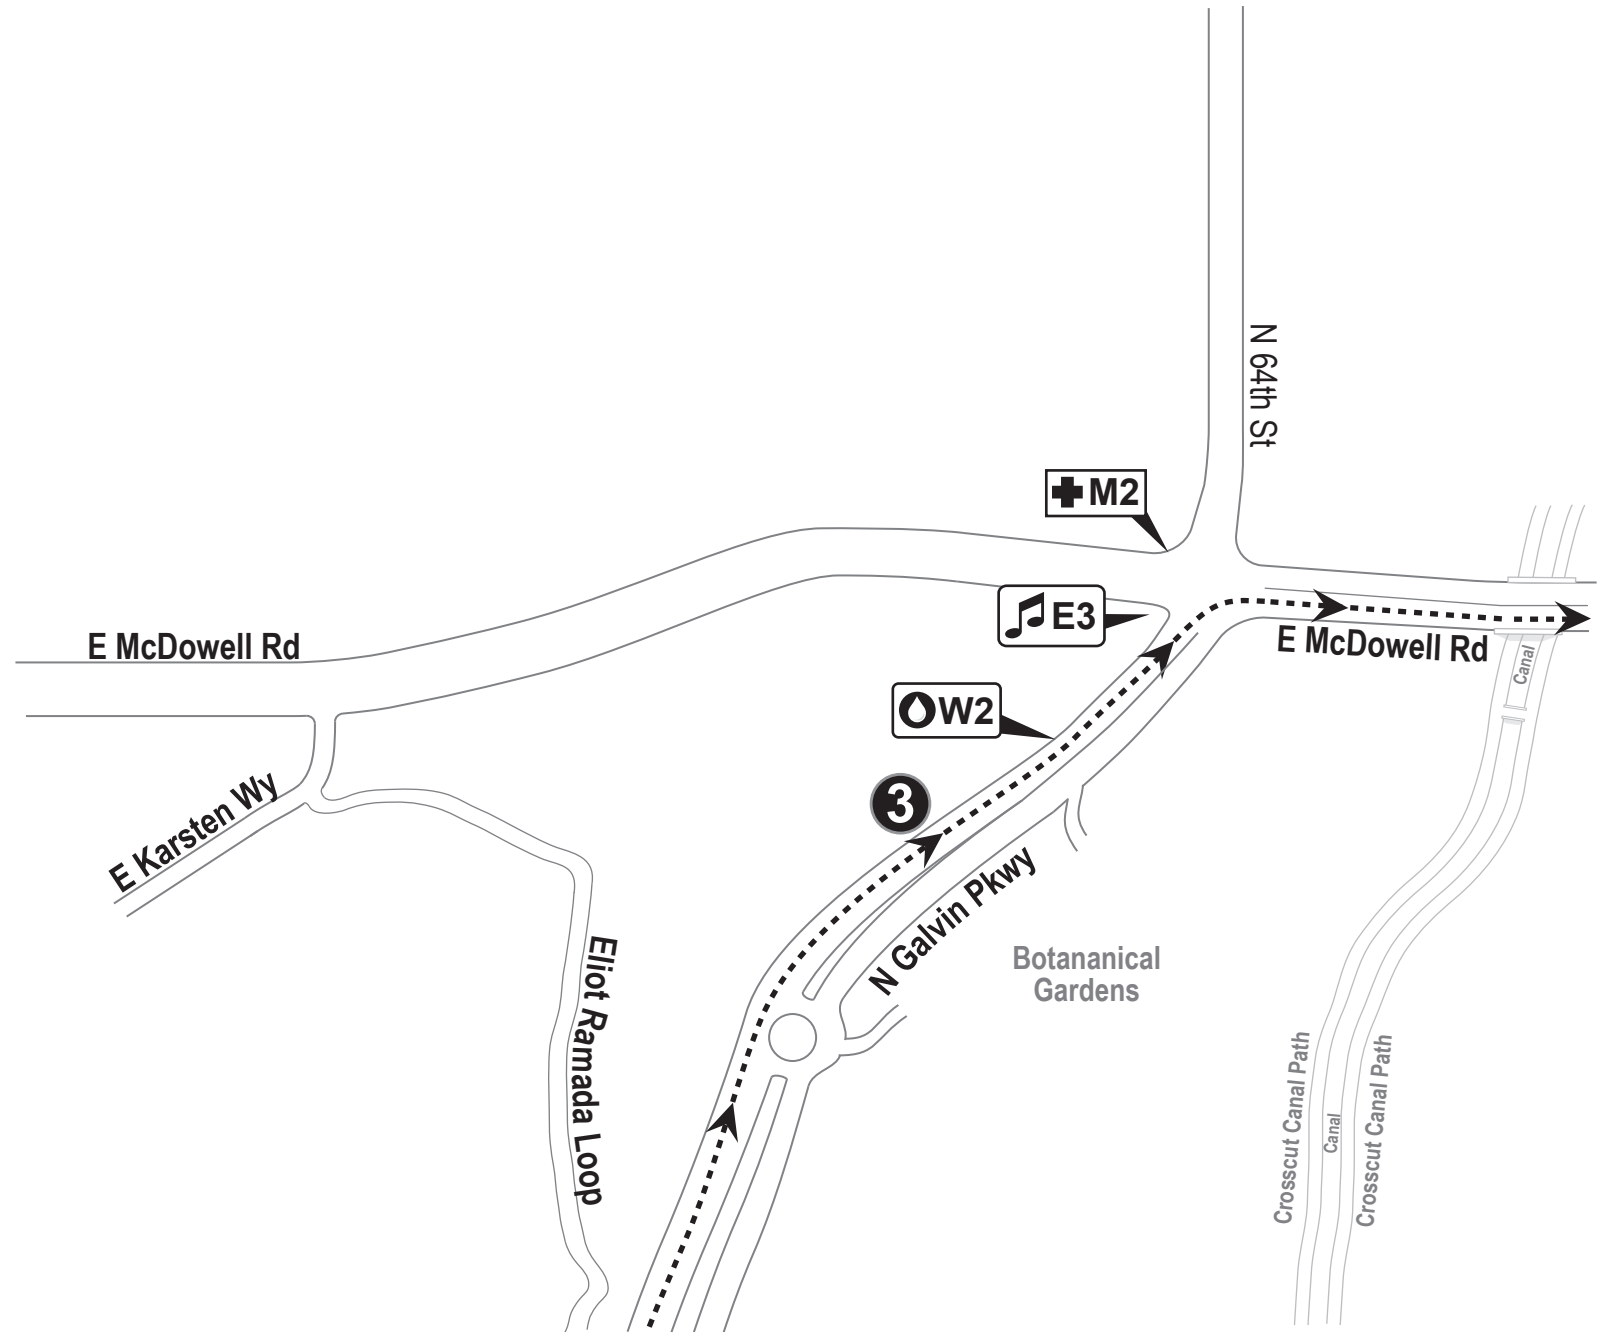 N 64th St
M2
E3
E McDowell Rd
E McDowell Rd
Canal
W2
3
E Karsten Wy
N Galvin Pkwy
Eliot Ramada Loop
Botananical
Gardens
Crosscut Canal Path
Canal
Crosscut Canal Path